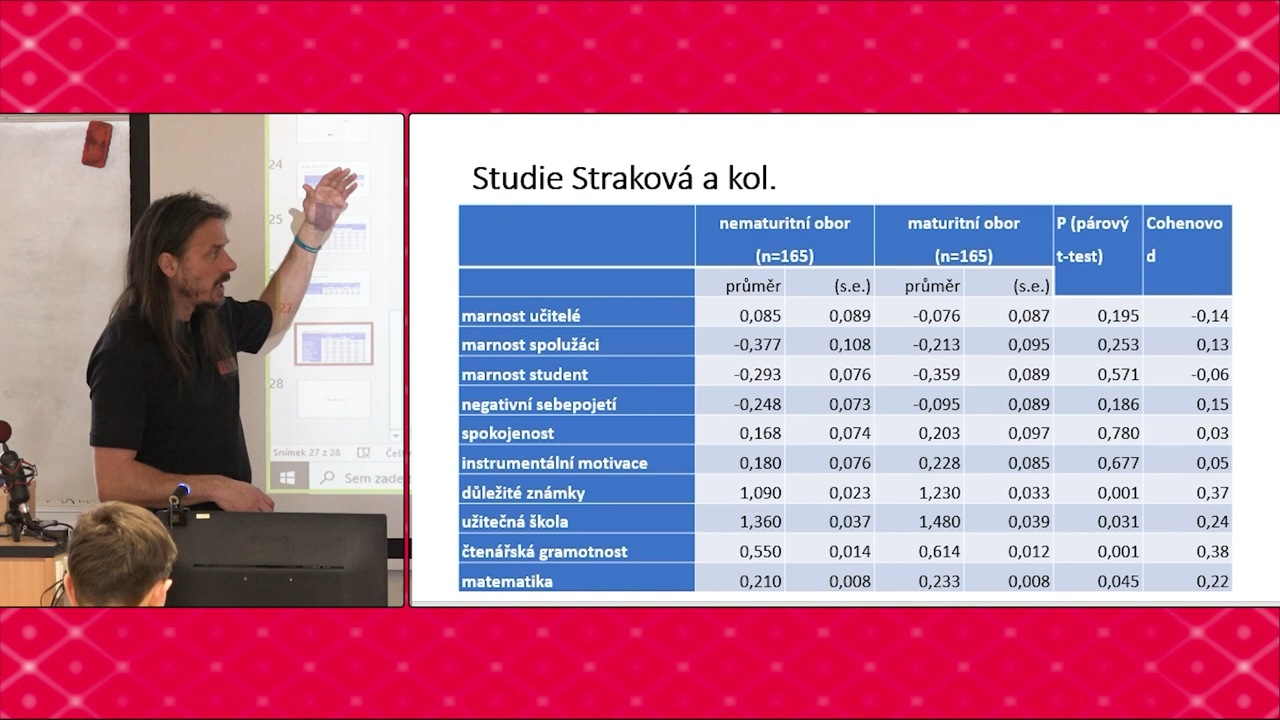 24
25
27
28
Snímek 27 z 28
Sem zade
Studie Straková a kol.
nematuritní obor (n=165) maturitní obor (n=165) P (párový t-test) Cohenovo d
průměr (s.e.) průměr (s.e.)
marnost učitelé 0,085 0,089 -0,076 0,087 0,195 -0,14
marnost spolužáci -0,377 0,108 -0,213 0,095 0,253 0,13
marnost student -0,293 0,076 -0,359 0,089 0,571 -0,06
negativní sebepojetí -0,248 0,073 -0,095 0,089 0,186 0,15
spokojenost 0,168 0,074 0,203 0,097 0,780 0,03
instrumentální motivace 0,180 0,076 0,228 0,085 0,677 0,05
důležité známky 1,090 0,023 1,230 0,033 0,001 0,37
užitečná škola 1,360 0,037 1,480 0,039 0,031 0,24
čtenářská gramotnost 0,550 0,014 0,614 0,012 0,001 0,38
matematika 0,210 0,008 0,233 0,008 0,045 0,22